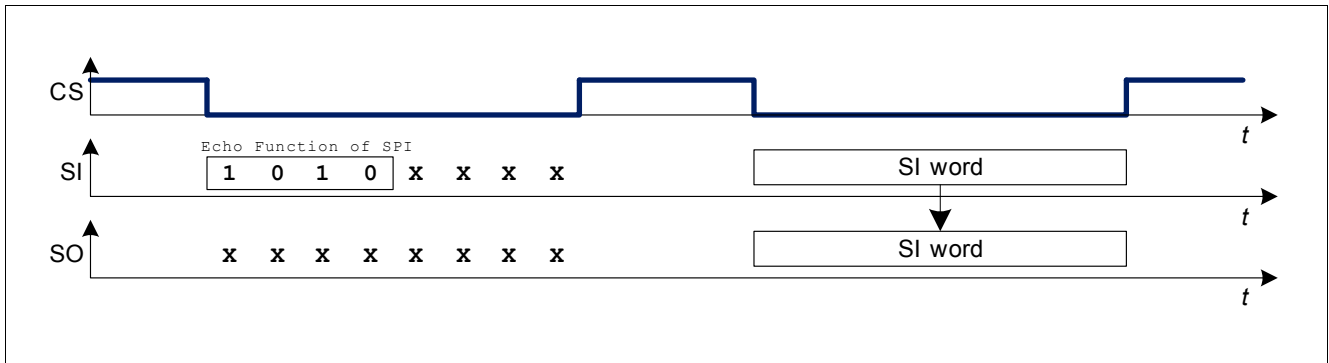 CS
t
Echo Function of SPI
SI 1 0 1 0 x x x x SI word
t
SO x x x x x x x x SI word
t